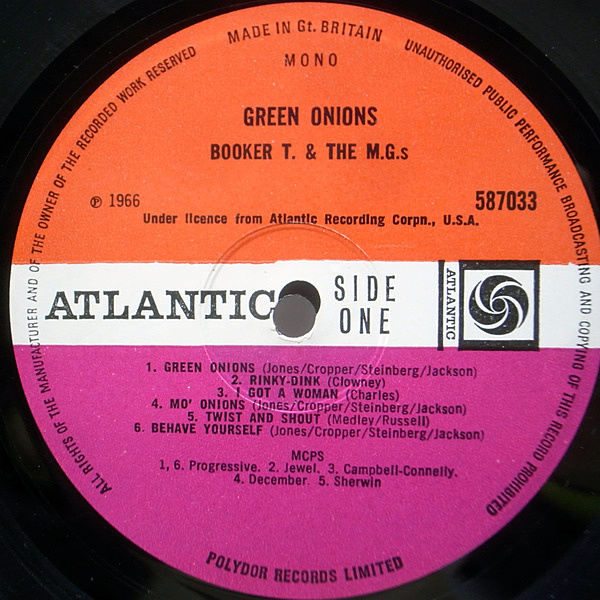 MADE IN Gt. BRITAIN
ALL RIGHTS OF THE MANUFACTURER AND OF THE OWNER OF THE RECORDED WORK RESERVED
UNAUTHORISED PUBLIC PERFORMANCE BROADCASTING AND COPYING OF THIS RECORD PROHIBITED
MONO
GREEN ONIONS
BOOKER T. & THE M.G.s
℗ 1966
587033
Under licence from Atlantic Recording Corpn., U.S.A.
ATLANTIC
SIDE
ONE
ATLANTIC
1. GREEN ONIONS (Jones/Cropper/Steinberg/Jackson)
2. RINKY-DINK (Clowney)
3. I GOT A WOMAN (Charles)
4. MO' ONIONS (Jones/Cropper/Steinberg/Jackson)
5. TWIST AND SHOUT (Medley/Russell)
6. BEHAVE YOURSELF (Jones/Cropper/Steinberg/Jackson)
MCPS
1, 6. Progressive. 2. Jewel. 3. Campbell-Connelly.
4. December. 5. Sherwin
POLYDOR RECORDS LIMITED